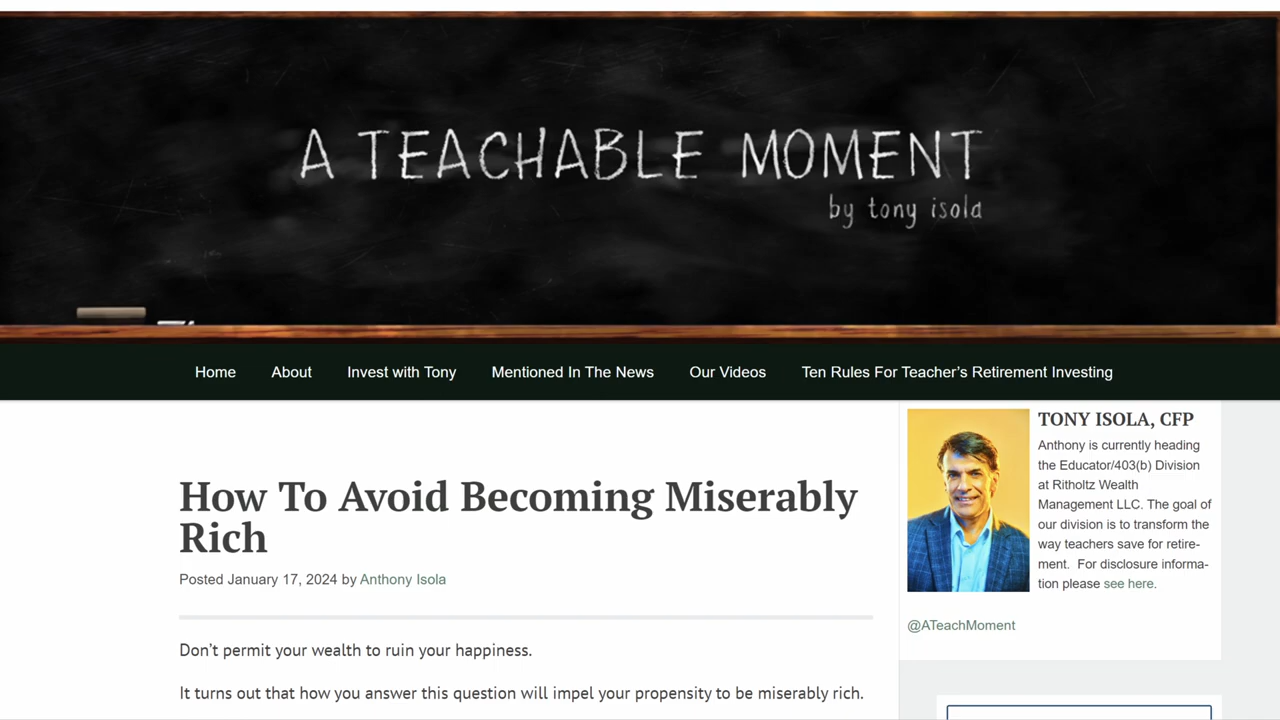 A TEACHABLE MOMENT
by tony isola
Home About Invest with Tony Mentioned In The News Our Videos Ten Rules For Teacher’s Retirement Investing
How To Avoid Becoming Miserably
Rich
Posted January 17, 2024 by Anthony Isola
Don’t permit your wealth to ruin your happiness.
It turns out that how you answer this question will impel your propensity to be miserably rich.
TONY ISOLA, CFP
Anthony is currently heading
the Educator/403(b) Division
at Ritholtz Wealth
Management LLC. The goal of
our division is to transform the
way teachers save for retire-
ment. For disclosure informa-
tion please see here.
@ATeachMoment